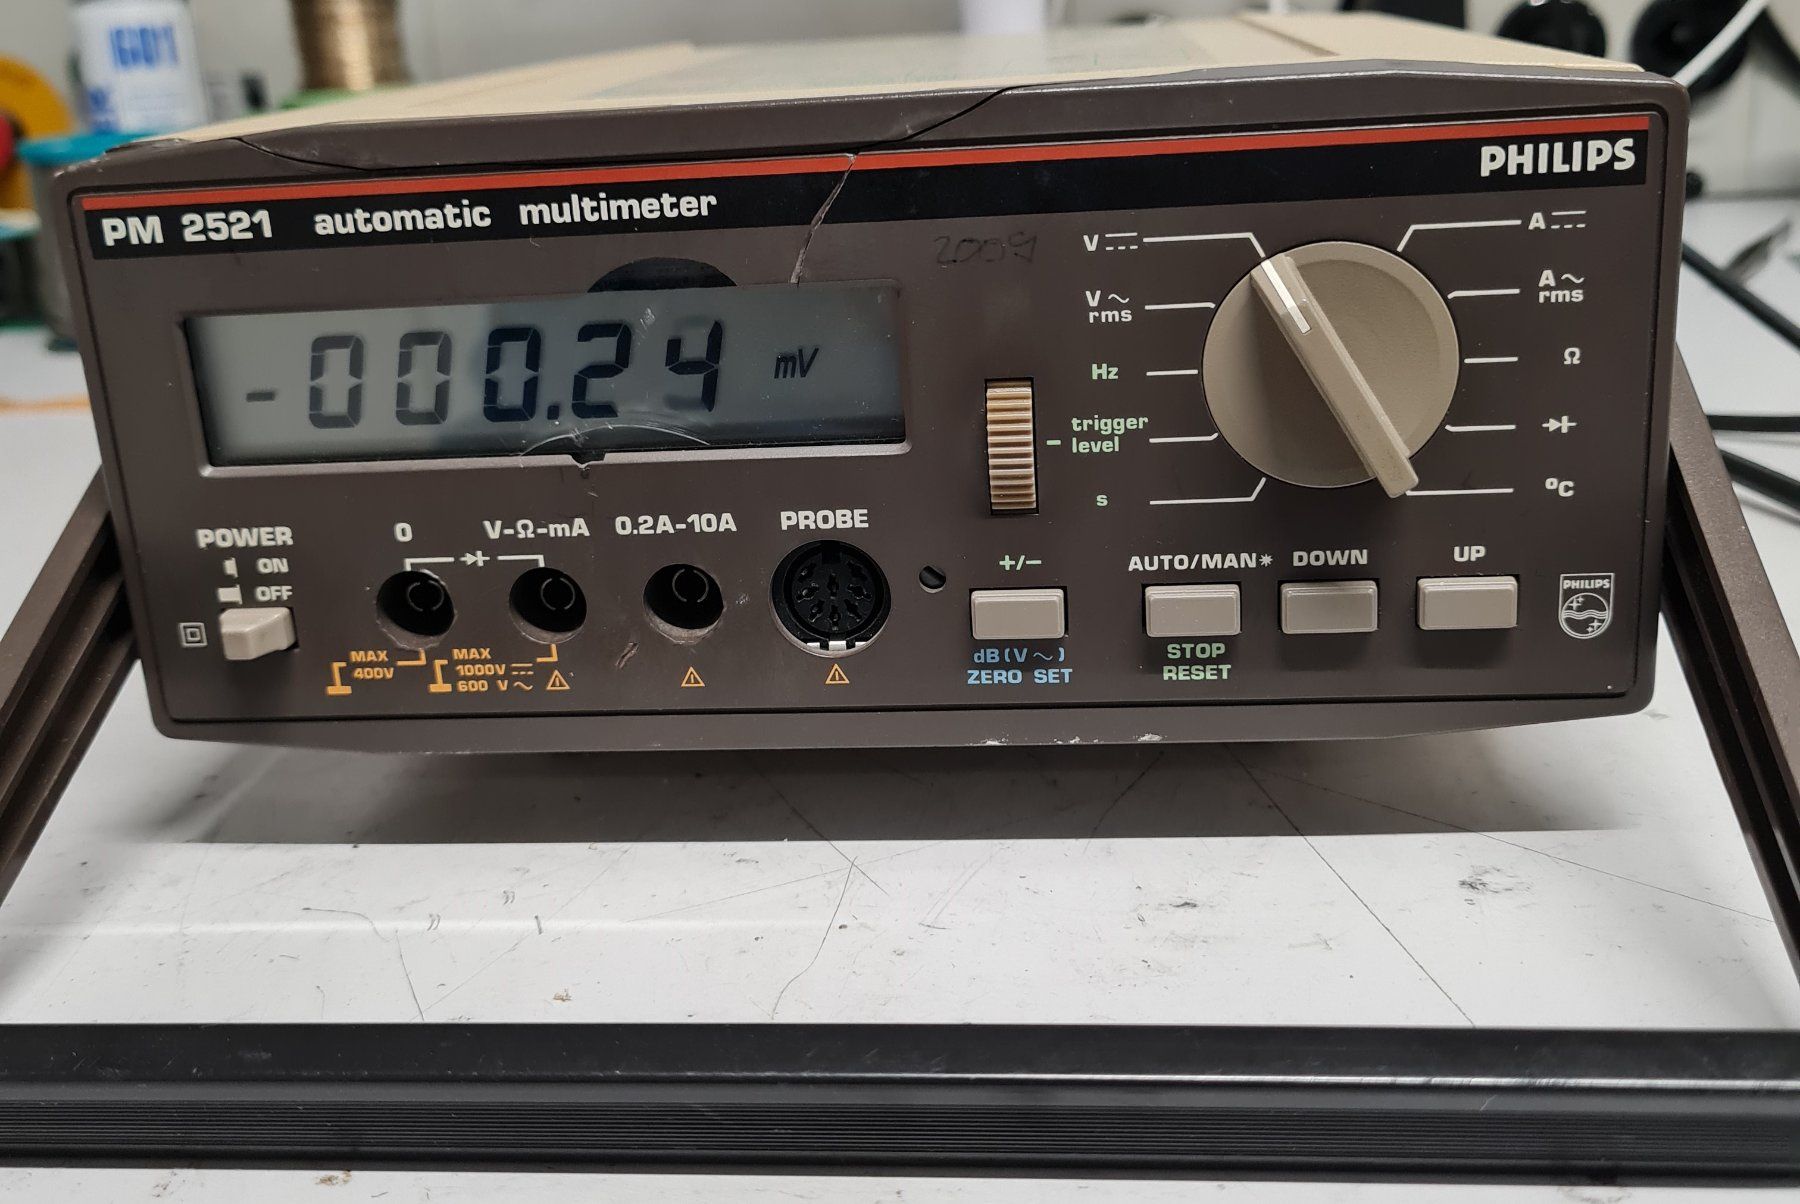 PHILIPS
PM 2521 automatic multimeter
2009
-000.24 mV
V
V~
rms
Hz
trigger
level
s
A
A~
rms
Ω
°C
POWER
ON
OFF
0
V-Ω-mA
0.2A-10A
PROBE
+/−
AUTO/MAN*
DOWN
UP
MAX
400V
MAX
1000V
600 V~
dB(V~)
ZERO SET
STOP
RESET
PHILIPS